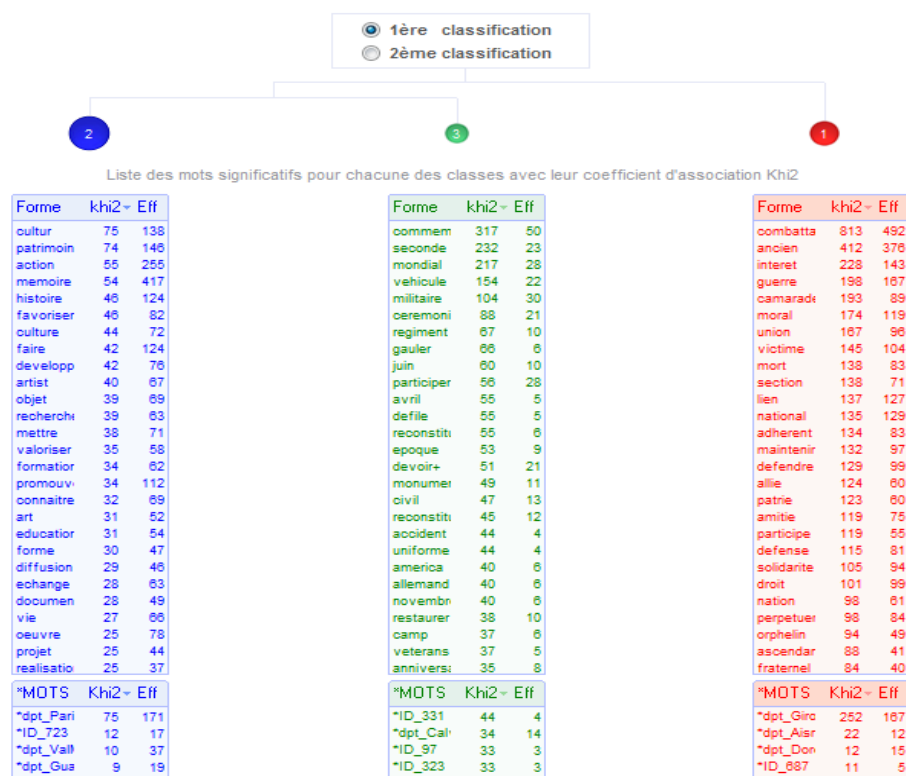 1ère classification
2ème classification
2
3
1
Liste des mots significatifs pour chacune des classes avec leur coefficient d'association Khi2
Forme khi2 Eff
cultur 75 138
patrimoin 74 146
action 55 255
memoire 54 417
histoire 46 124
favoriser 46 82
culture 44 72
faire 42 124
developp 42 76
artist 40 67
objet 39 69
recherche 39 63
mettre 38 71
valoriser 35 58
formation 34 62
promouv 34 112
connaitre 32 69
art 31 52
education 31 54
forme 30 47
diffusion 29 46
echange 28 63
documen 28 49
vie 27 66
oeuvre 25 78
projet 25 44
realisatio 25 37
*MOTS Khi2 Eff
*dpt_Pari 75 171
*ID_723 12 17
*dpt_ValM 10 37
*dpt_Gua 9 19
Forme khi2 Eff
commem 317 50
seconde 232 23
mondial 217 28
vehicule 154 22
militaire 104 30
ceremoni 88 21
regiment 67 10
gauler 66 6
juin 60 10
participer 56 28
avril 55 5
defile 55 5
reconstitu 55 6
epoque 53 9
devoir+ 51 21
monumer 49 11
civil 47 13
reconstitu 45 12
accident 44 4
uniforme 44 4
america 40 6
allemand 40 6
novembr 40 6
restaurer 38 10
camp 37 6
veterans 37 5
anniversa 35 8
*MOTS Khi2 Eff
*ID_331 44 4
*dpt_Cal 34 14
*ID_97 33 3
*ID_323 33 3
Forme khi2 Eff
combatta 813 492
ancien 412 376
interet 228 143
guerre 198 167
camarade 193 89
moral 174 119
union 167 96
victime 145 104
mort 138 83
section 138 71
lien 137 127
national 135 129
adherent 134 83
maintenir 132 97
defendre 129 99
allie 124 60
patrie 123 60
amitie 119 75
participe 119 55
defense 115 81
solidarite 105 94
droit 101 99
nation 98 61
perpetuer 98 84
orphelin 94 49
ascendar 88 41
fraternel 84 40
*MOTS Khi2 Eff
*dpt_Giro 252 167
*dpt_Aisr 22 12
*dpt_Dor 12 15
*ID_687 11 5